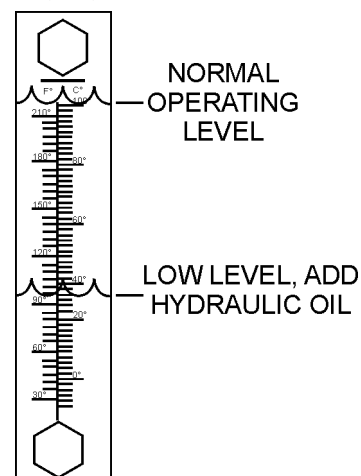 F° C°
100°
210°
180°
80°
150°
60°
120°
40°
90°
20°
60°
0°
30°
NORMAL
OPERATING
LEVEL
LOW LEVEL, ADD
HYDRAULIC OIL